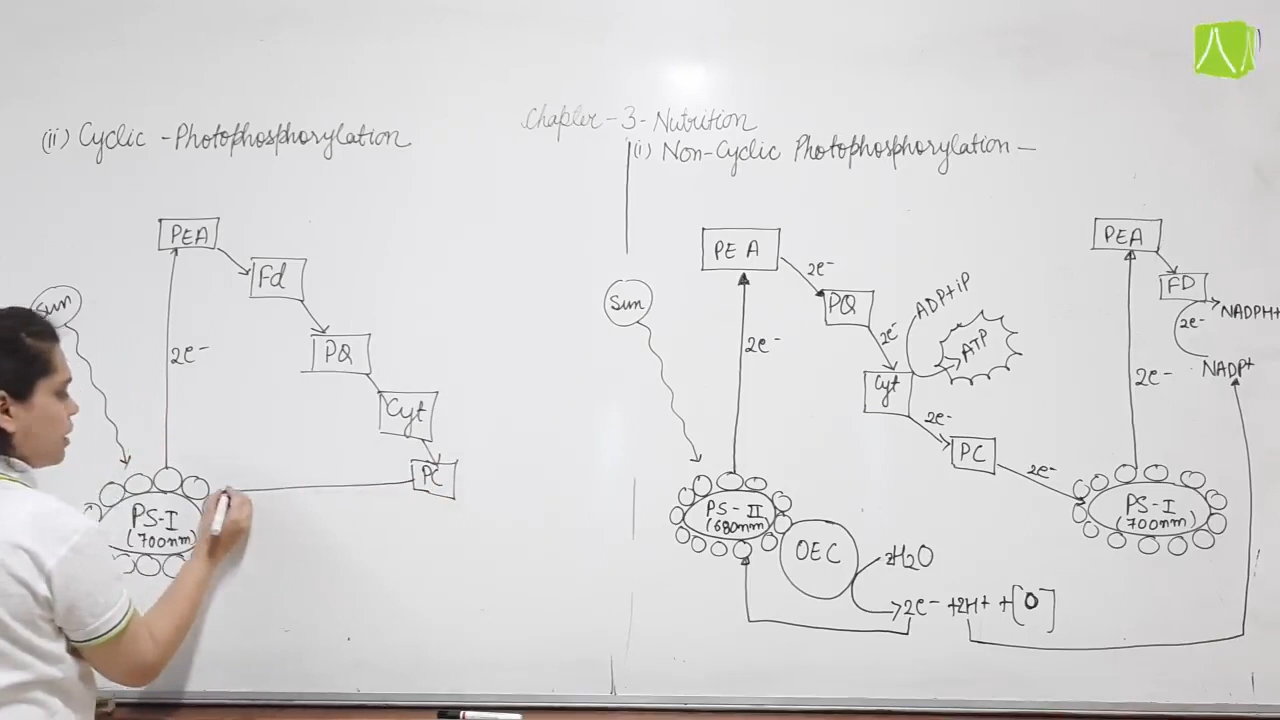 Chapter-3-Nutrition
(ii) Cyclic -Photophosphorylation
PEA
Fd
PQ
Cyt
PC
Sun
2e-
PS-I
(700nm)
(i) Non-Cyclic Photophosphorylation -
PEA
2e-
PQ
2e-
Cyt
ADP+iP
ATP
2e-
PC
2e-
Sun
2e-
PS-II
(680nm)
OEC
2H2O
2e- +2H+ +[O]
PEA
FD
2e-
NADPH+
NADP+
2e-
PS-I
(700nm)